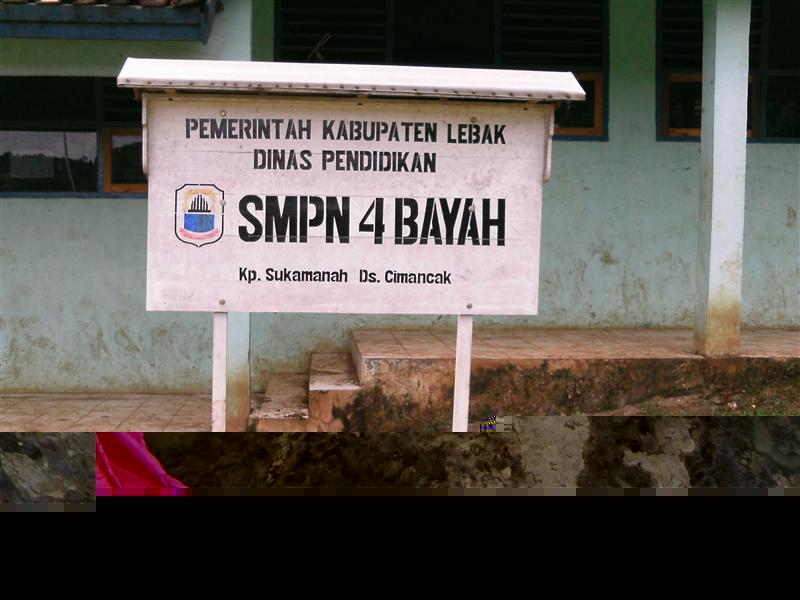 PEMERINTAH KABUPATEN LEBAK
DINAS PENDIDIKAN
SMPN 4 BAYAH
Kp. Sukamanah Ds. Cimancak